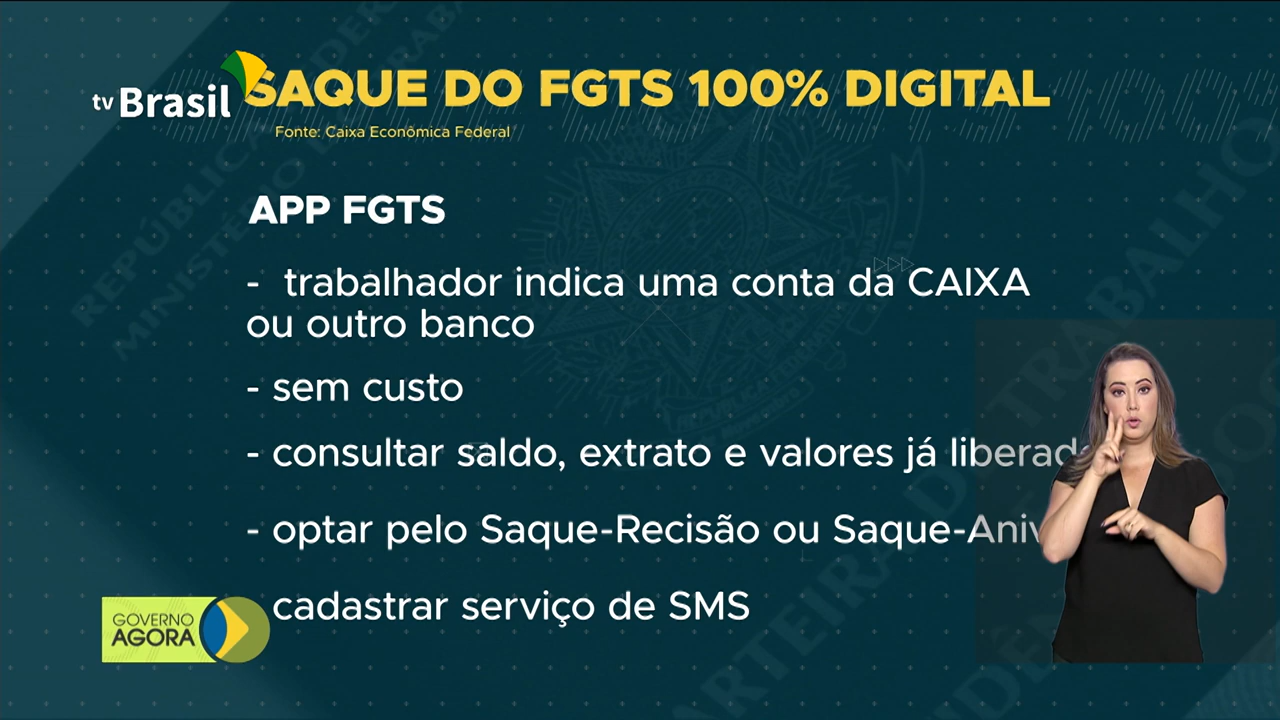 tv Brasil
SAQUE DO FGTS 100% DIGITAL
Fonte: Caixa Econômica Federal
APP FGTS
- trabalhador indica uma conta da CAIXA
ou outro banco
- sem custo
- consultar saldo, extrato e valores já
- optar pelo Saque-Recisão ou
cadastrar serviço de SMS
GOVERNO
AGORA
REPÚBLICA